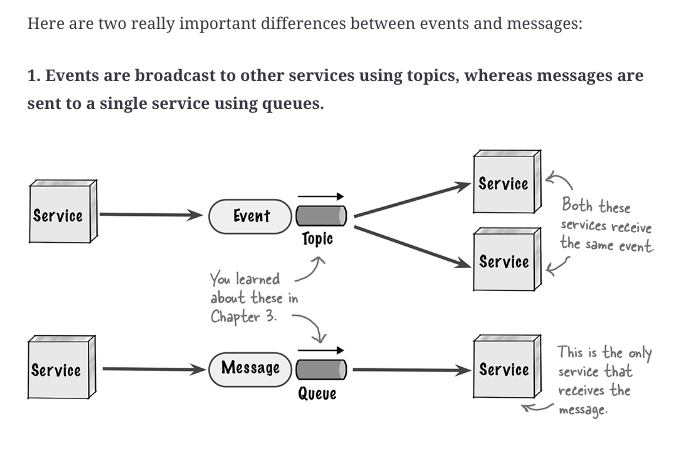 Here are two really important differences between events and messages:
1. Events are broadcast to other services using topics, whereas messages are
sent to a single service using queues.
Service
Event
Topic
Service
Service
Both these
services receive
the same event.
You learned
about these in
Chapter 3.
Service
Message
Queue
Service
This is the only
service that
receives the
message.